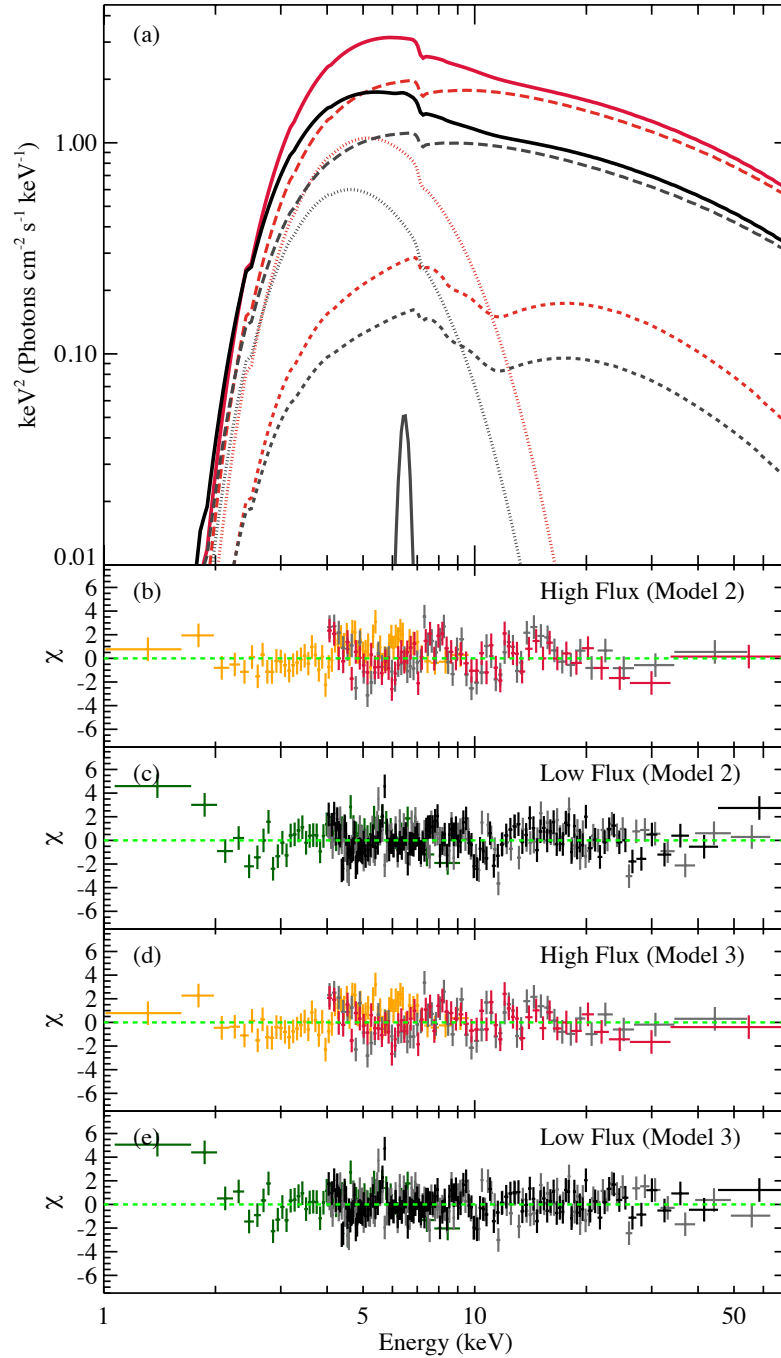 (a)
1.00
0.10
0.01
keV² (Photons cm⁻² s⁻¹ keV⁻¹)
(b)
High Flux (Model 2)
6
4
2
0
-2
-4
-6
χ
(c)
Low Flux (Model 2)
6
4
2
0
-2
-4
-6
χ
(d)
High Flux (Model 3)
6
4
2
0
-2
-4
-6
χ
(e)
Low Flux (Model 3)
6
4
2
0
-2
-4
-6
χ
1 5 10 50
Energy (keV)